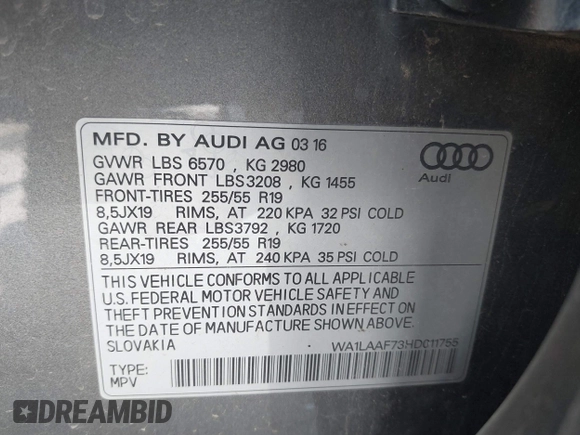 MFD. BY AUDI AG 03 16
GVWR LBS 6570 , KG 2980
GAWR FRONT LBS3208 , KG 1455
FRONT-TIRES 255/55 R19
8,5JX19 RIMS, AT 220 KPA 32 PSI COLD
GAWR REAR LBS3792 , KG 1720
REAR-TIRES 255/55 R19
8,5JX19 RIMS, AT 240 KPA 35 PSI COLD
THIS VEHICLE CONFORMS TO ALL APPLICABLE
U.S. FEDERAL MOTOR VEHICLE SAFETY AND
THEFT PREVENTION STANDARDS IN EFFECT ON
THE DATE OF MANUFACTURE SHOWN ABOVE.
SLOVAKIA WA1LAAF73HD011755
TYPE:
MPV
Audi
DREAMBID